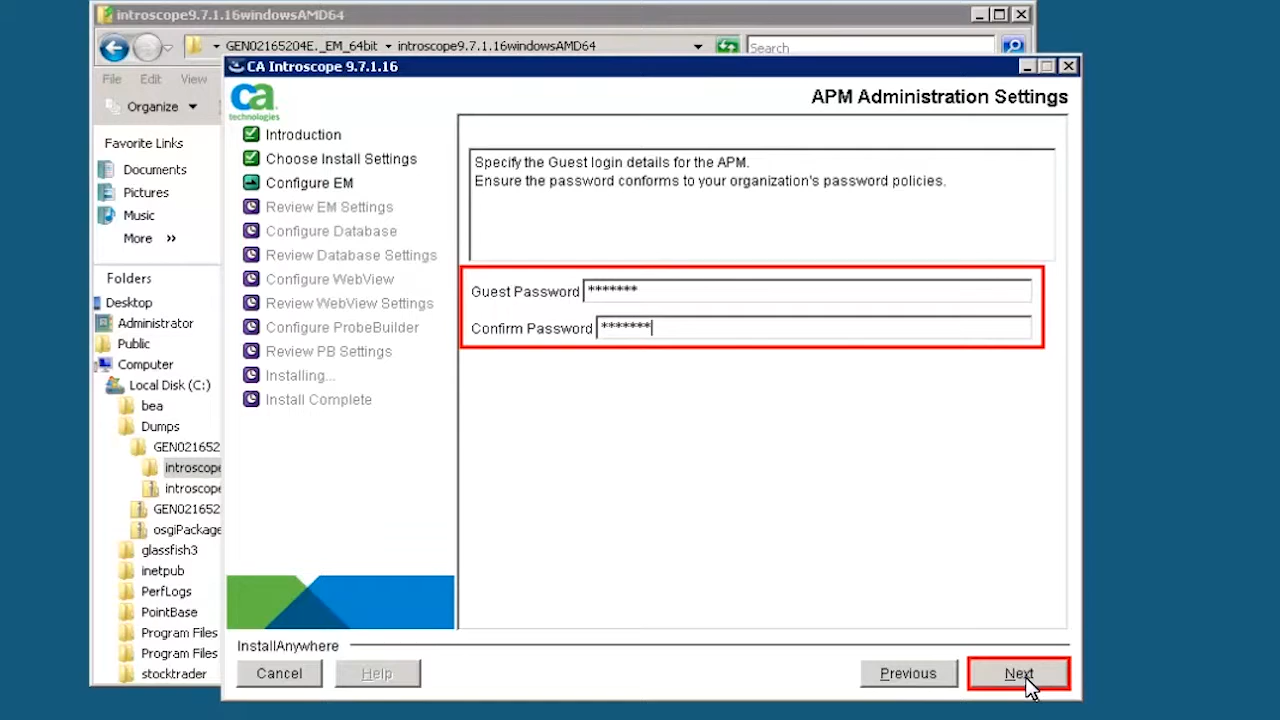 introscope9.7.1.16windowsAMD64
GEN02165204E._EM_64bit
introscope9.7.1.16windowsAMD64
Search
File
Edit
View
Organize
Favorite Links
Documents
Pictures
Music
More »
Folders
Desktop
Administrator
Public
Computer
Local Disk (C:)
bea
Dumps
GEN021652
introscope
introscope
GEN021652
osgiPackage
glassfish3
inetpub
PerfLogs
PointBase
Program Files
Program Files
stocktrader
CA Introscope 9.7.1.16
ca
technologies
APM Administration Settings
Introduction
Choose Install Settings
Configure EM
Review EM Settings
Configure Database
Review Database Settings
Configure WebView
Review WebView Settings
Configure ProbeBuilder
Review PB Settings
Installing...
Install Complete
Specify the Guest login details for the APM.
Ensure the password conforms to your organization's password policies.
Guest Password *******
Confirm Password *******
InstallAnywhere
Cancel
Help
Previous
Next